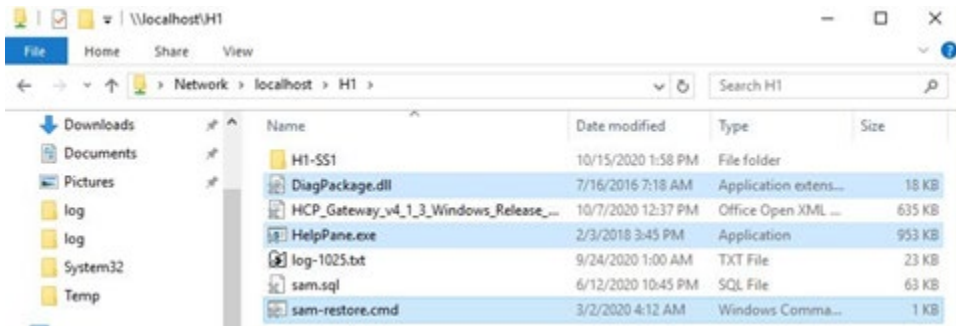 \\localhost\H1
File Home Share View
Network > localhost > H1 > Search H1
Downloads
Documents
Pictures
log
log
System32
Temp
Name Date modified Type Size
H1-SS1 10/15/2020 1:58 PM File folder
DiagPackage.dll 7/16/2016 7:18 AM Application extens... 18 KB
HCP_Gateway_v4_1_3_Windows_Release_... 10/7/2020 12:37 PM Office Open XML ... 635 KB
HelpPane.exe 2/3/2018 3:45 PM Application 953 KB
log-1025.txt 9/24/2020 1:00 AM TXT File 23 KB
sam.sql 6/12/2020 10:45 PM SQL File 63 KB
sam-restore.cmd 3/2/2020 4:12 AM Windows Comma... 1 KB